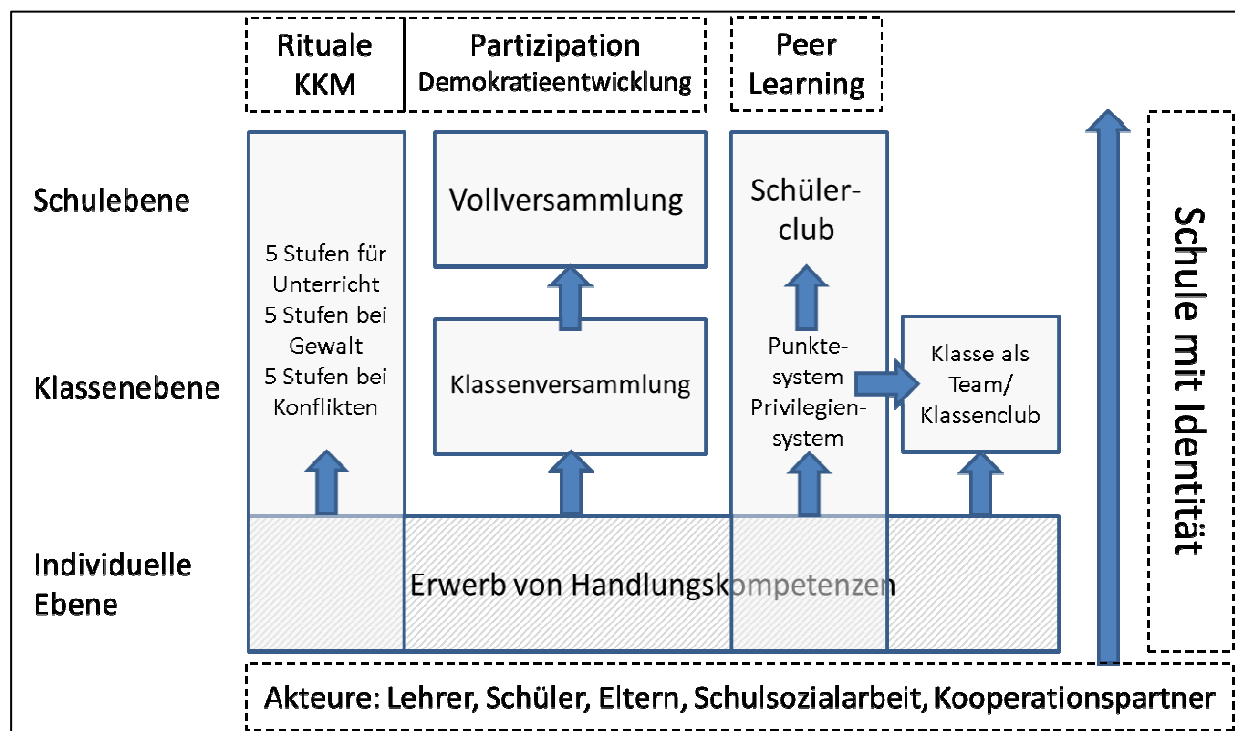 Rituale
KKM
Partizipation
Demokratieentwicklung
Peer
Learning
Schulebene
Klassenebene
Individuelle
Ebene
5 Stufen für
Unterricht
5 Stufen bei
Gewalt
5 Stufen bei
Konflikten
Vollversammlung
Klassenversammlung
Schüler-
club
Punkte-
system
Privilegien-
system
Klasse als
Team/
Klassenclub
Erwerb von Handlungskompetenzen
Schule mit Identität
Akteure: Lehrer, Schüler, Eltern, Schulsozialarbeit, Kooperationspartner